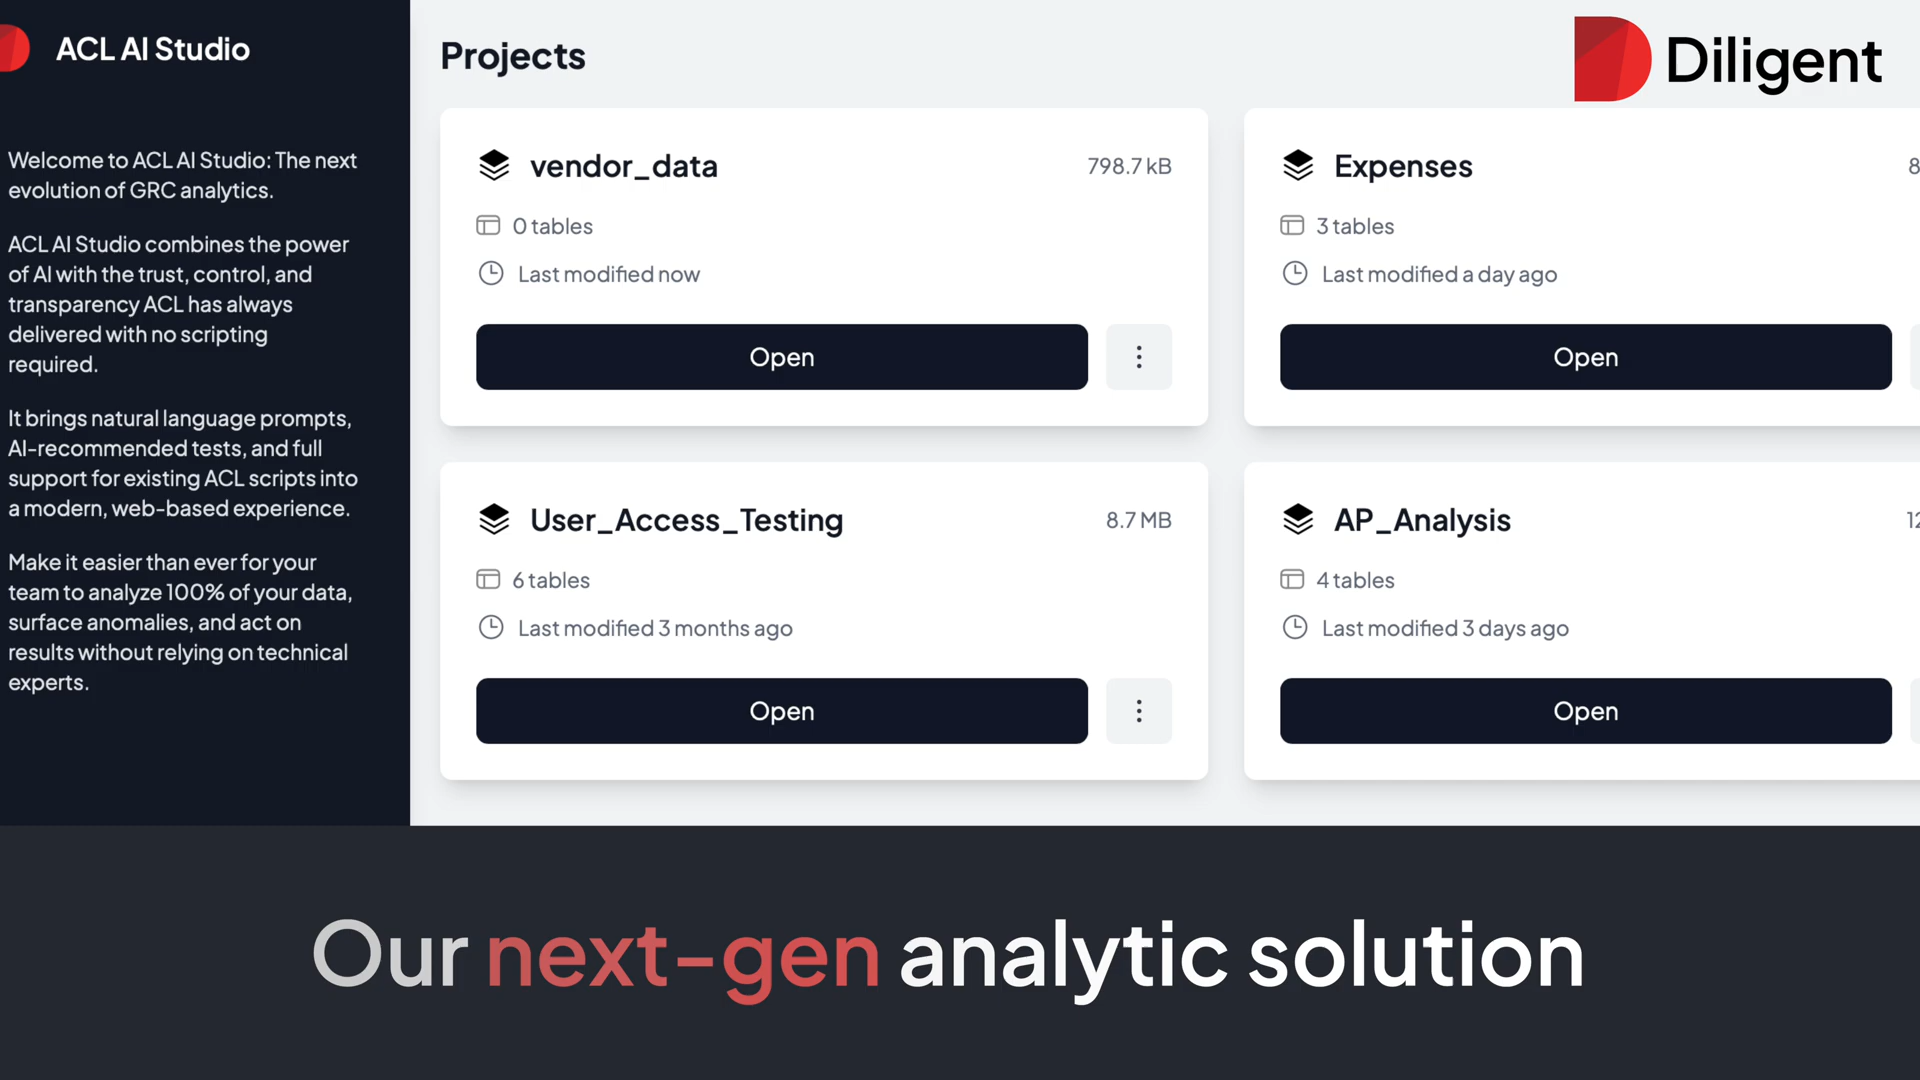 ACL AI Studio
Welcome to ACL AI Studio: The next
evolution of GRC analytics.
ACL AI Studio combines the power
of AI with the trust, control, and
transparency ACL has always
delivered with no scripting
required.
It brings natural language prompts,
AI-recommended tests, and full
support for existing ACL scripts into
a modern, web-based experience.
Make it easier than ever for your
team to analyze 100% of your data,
surface anomalies, and act on
results without relying on technical
experts.
Projects
Diligent
vendor_data 798.7 kB
0 tables
Last modified now
Open
Expenses
3 tables
Last modified a day ago
Open
User_Access_Testing 8.7 MB
6 tables
Last modified 3 months ago
Open
AP_Analysis
4 tables
Last modified 3 days ago
Open
Our next-gen analytic solution